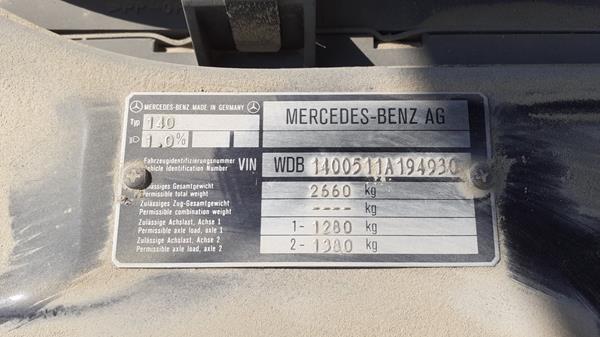 MERCEDES-BENZ MADE IN GERMANY
MERCEDES-BENZ AG
Typ 140
1.0%
Fahrzeugidentifizierungsnummer
Vehicle Identification Number VIN WDB 1400511A194930
Zulässiges Gesamtgewicht
Permissible total weight 2660 kg
Zulässiges Zug-Gesamtgewicht
Permissible combination weight ---- kg
Zulässige Achslast, Achse 1
Permissible axle load, axle 1 1- 1280 kg
Zulässige Achslast, Achse 2
Permissible axle load, axle 2 2- 1380 kg